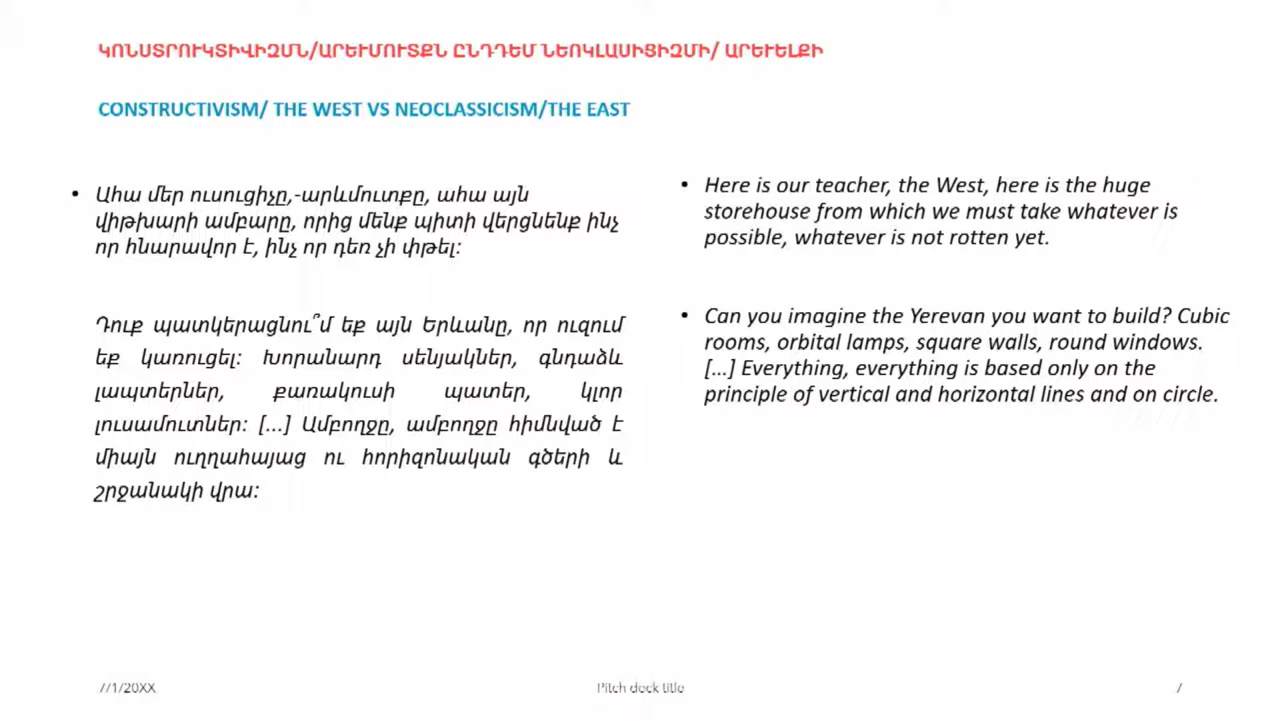 ԿՈՆՍՏՐՈՒԿՏԻՎԻԶՄՆ/ԱՐԵՒՄՈՒՏՔՆ ԸՆԴԴԵՄ ՆԵՈԿԼԱՍԻՑԻԶՄԻ/ ԱՐԵՒԵԼՔԻ
CONSTRUCTIVISM/ THE WEST VS NEOCLASSICISM/THE EAST
• Ահա մեր ուսուցիչը,-արևմուտքը, ահա այն
վիթխարի ամբարը, որից մենք պիտի վերցնենք ինչ
որ հնարավոր է, ինչ որ դեռ չի փթել:
Դուք պատկերացնու՞մ եք այն Երևանը, որ ուզում
եք կառուցել: Խորանարդ սենյակներ, գնդաձև
լապտերներ, քառակուսի պատեր, կլոր
լուսամուտներ: [...] Ամբողջը, ամբողջը հիմնված է
միայն ուղղահայաց ու հորիզոնական գծերի և
շրջանակի վրա:
• Here is our teacher, the West, here is the huge
storehouse from which we must take whatever is
possible, whatever is not rotten yet.
• Can you imagine the Yerevan you want to build? Cubic
rooms, orbital lamps, square walls, round windows.
[...] Everything, everything is based only on the
principle of vertical and horizontal lines and on circle.
7/1/20XX
Pitch deck title
7